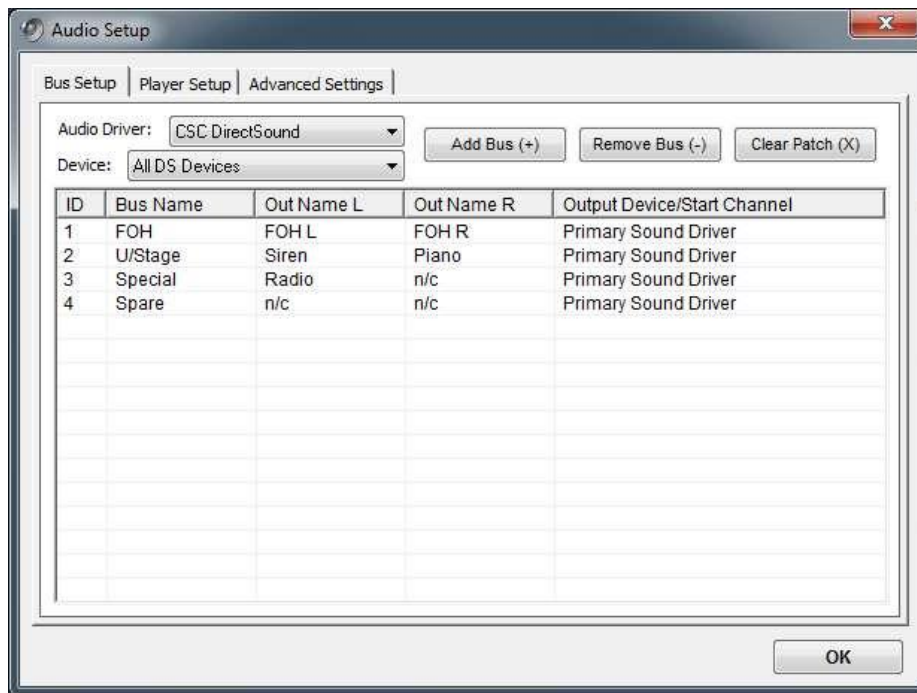 Audio Setup
Bus Setup Player Setup Advanced Settings
Audio Driver: CSC DirectSound
Add Bus (+) Remove Bus (-) Clear Patch (X)
Device: All DS Devices
ID Bus Name Out Name L Out Name R Output Device/Start Channel
1 FOH FOH L FOH R Primary Sound Driver
2 U/Stage Siren Piano Primary Sound Driver
3 Special Radio n/c Primary Sound Driver
4 Spare n/c n/c Primary Sound Driver
OK